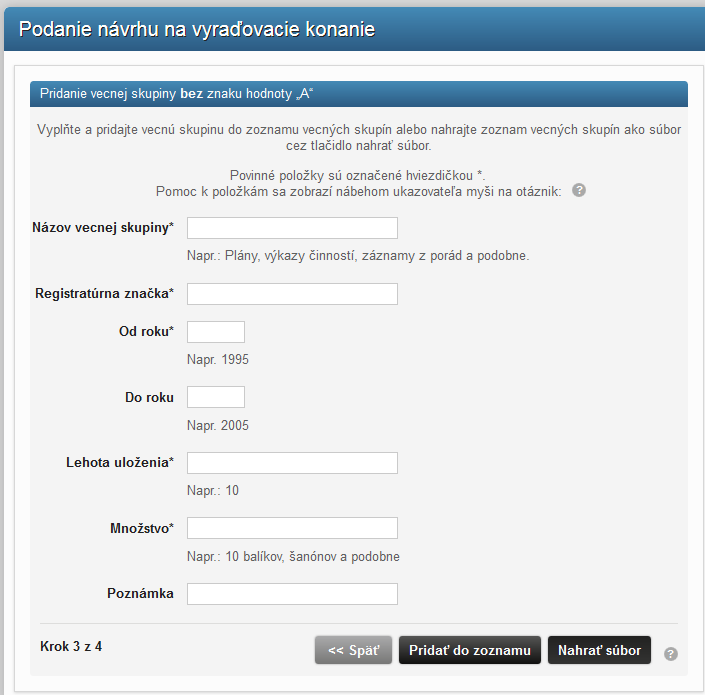 Podanie návrhu na vyraďovacie konanie
Pridanie vecnej skupiny bez znaku hodnoty „A“
Vyplňte a pridajte vecnú skupinu do zoznamu vecných skupín alebo nahrajte zoznam vecných skupín ako súbor
cez tlačidlo nahrať súbor.
Povinné položky sú označené hviezdičkou *.
Pomoc k položkám sa zobrazí nábehom ukazovateľa myši na otáznik: ?
Názov vecnej skupiny*
Napr.: Plány, výkazy činností, záznamy z porád a podobne.
Registratúrna značka*
Od roku*
Napr. 1995
Do roku
Napr. 2005
Lehota uloženia*
Napr.: 10
Množstvo*
Napr.: 10 balíkov, šanónov a podobne
Poznámka
Krok 3 z 4 << Späť Pridať do zoznamu Nahrať súbor ?